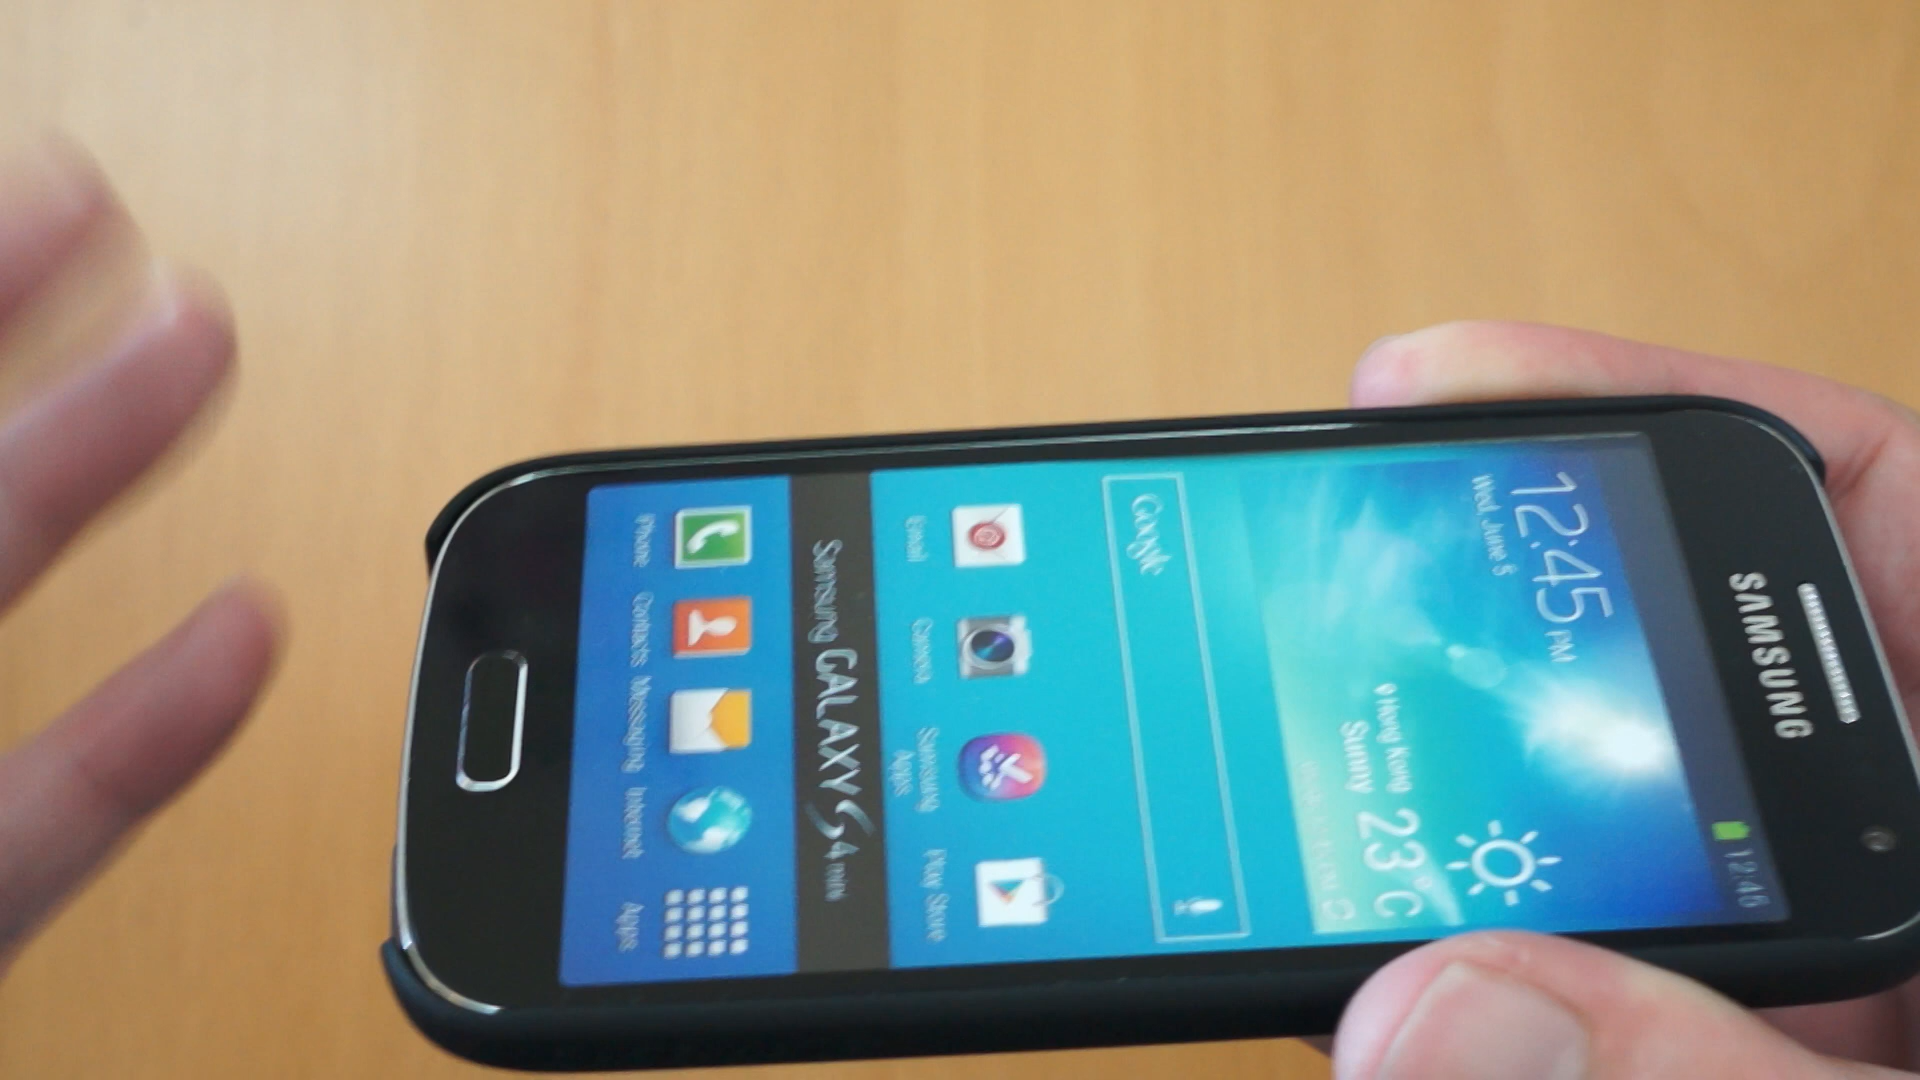 SAMSUNG
12:45
12:45 PM
Wed, June 5
Hong Kong
Sunny 23°C
Google
Email
Camera
Samsung Apps
Play Store
Samsung GALAXY S4 mini
Phone
Contacts
Messaging
Internet
Apps